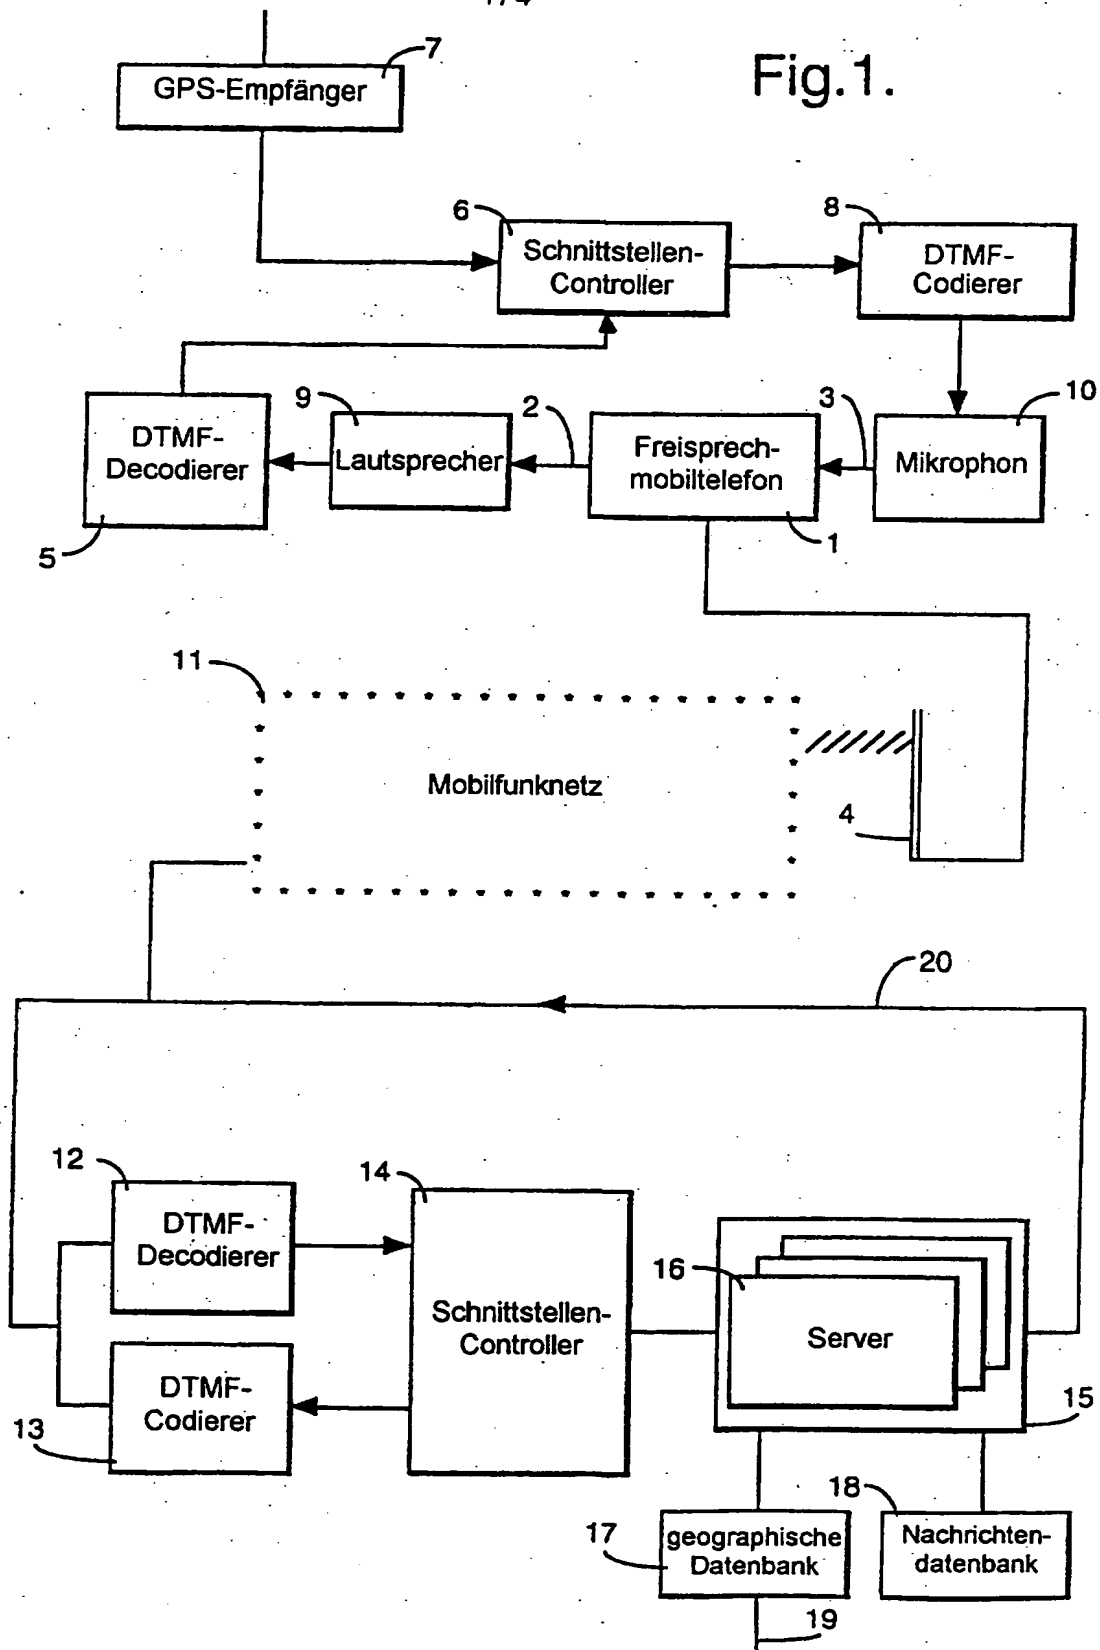 1/4
Fig.1.
7
GPS-Empfänger
6
Schnittstellen-
Controller
8
DTMF-
Codierer
9
2
3
10
DTMF-
Decodierer
Lautsprecher
Freisprech-
mobiltelefon
Mikrophon
5
1
11
Mobilfunknetz
4
20
12
DTMF-
Decodierer
14
Schnittstellen-
Controller
16
Server
DTMF-
Codierer
13
15
17
geographische
Datenbank
18
Nachrichten-
datenbank
19